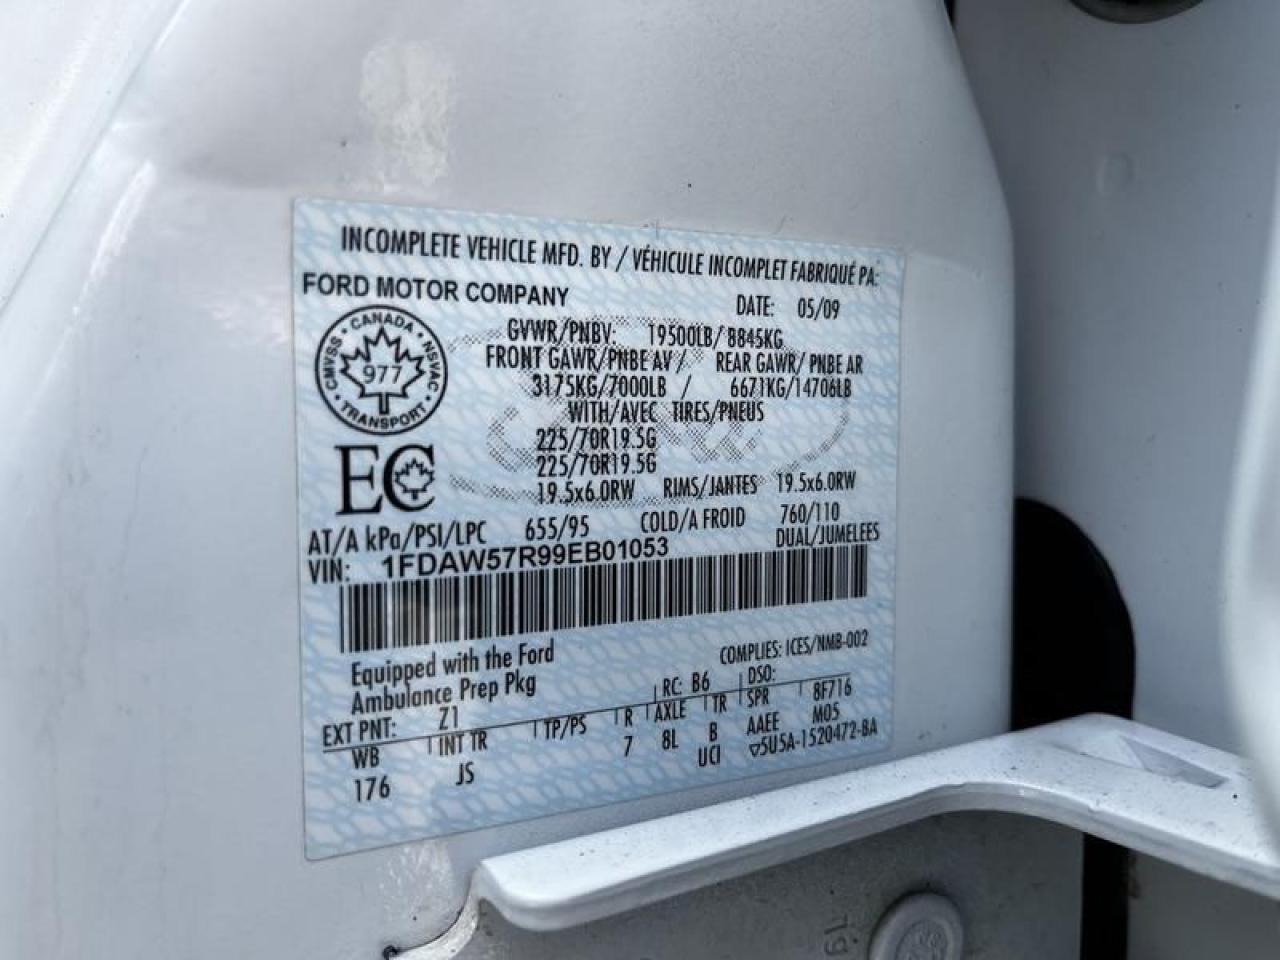 INCOMPLETE VEHICLE MFD. BY / VÉHICULE INCOMPLET FABRIQUÉ PA:
FORD MOTOR COMPANY
DATE: 05/09
GVWR/PNBV: 19500LB/ 8845KG
FRONT GAWR/PNBE AV / REAR GAWR/ PNBE AR
3175KG/7000LB / 6671KG/14706LB
WITH/AVEC TIRES/PNEUS
225/70R19.5G
225/70R19.5G
19.5x6.0RW RIMS/JANTES 19.5x6.0RW
AT/A kPa/PSI/LPC 655/95 COLD/A FROID 760/110
DUAL/JUMELEES
VIN: 1FDAW57R99EB01053
CANADA
CMVSS NSVAC
977
TRANSPORT
EC
Equipped with the Ford
Ambulance Prep Pkg
COMPLIES: ICES/NMB-002
EXT PNT: Z1 RC: B6 DSO:
WB INT TR TP/PS R AXLE TR SPR 8F716
176 JS 7 8L B AAEE M05
UCI ▽5U5A-1520472-BA